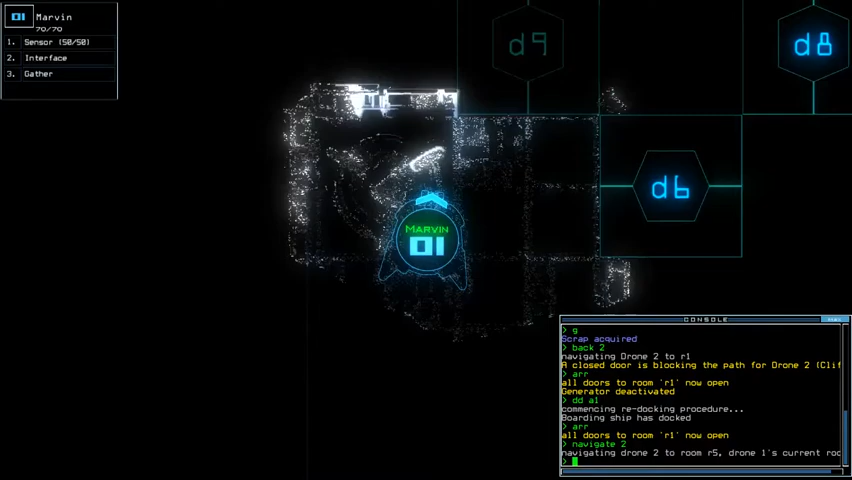 01 Marvin
70/70
1. Sensor (50/50)
2. Interface
3. Gather
d9
d8
d6
MARVIN
01
CONSOLE
> g
Scrap acquired
> back 2
navigating Drone 2 to r1
A closed door is blocking the path for Drone 2 (Clif
> arr
all doors to room 'r1' now open
Generator deactivated
> dd a1
commencing re-docking procedure...
Boarding ship has docked
> arr
all doors to room 'r1' now open
> navigate 2
navigating drone 2 to room r5, drone 1's current roo
>